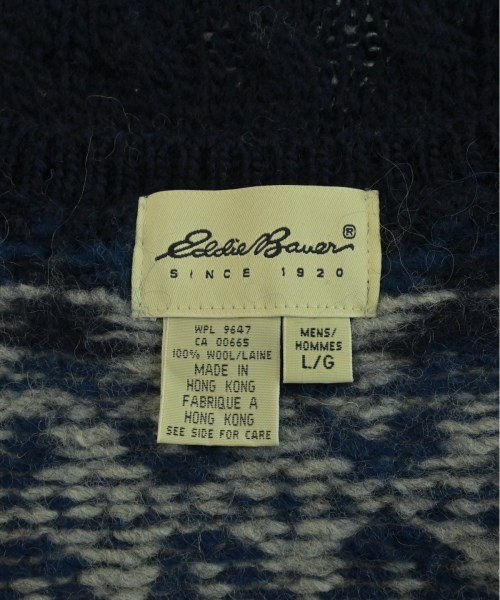 Eddie Bauer®
SINCE 1920
WPL 9647
CA 00665
100% WOOL/LAINE
MADE IN
HONG KONG
FABRIQUE A
HONG KONG
SEE SIDE FOR CARE
MENS/
HOMMES
L/G